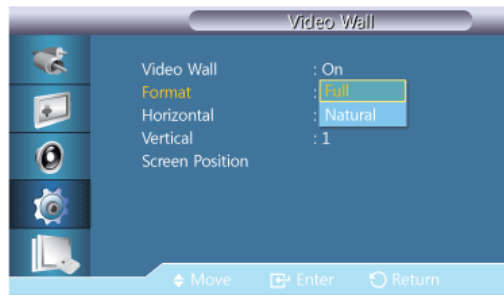 Video Wall
Video Wall : On
Format : Full
Horizontal : Natural
Vertical : 1
Screen Position
Move Enter Return